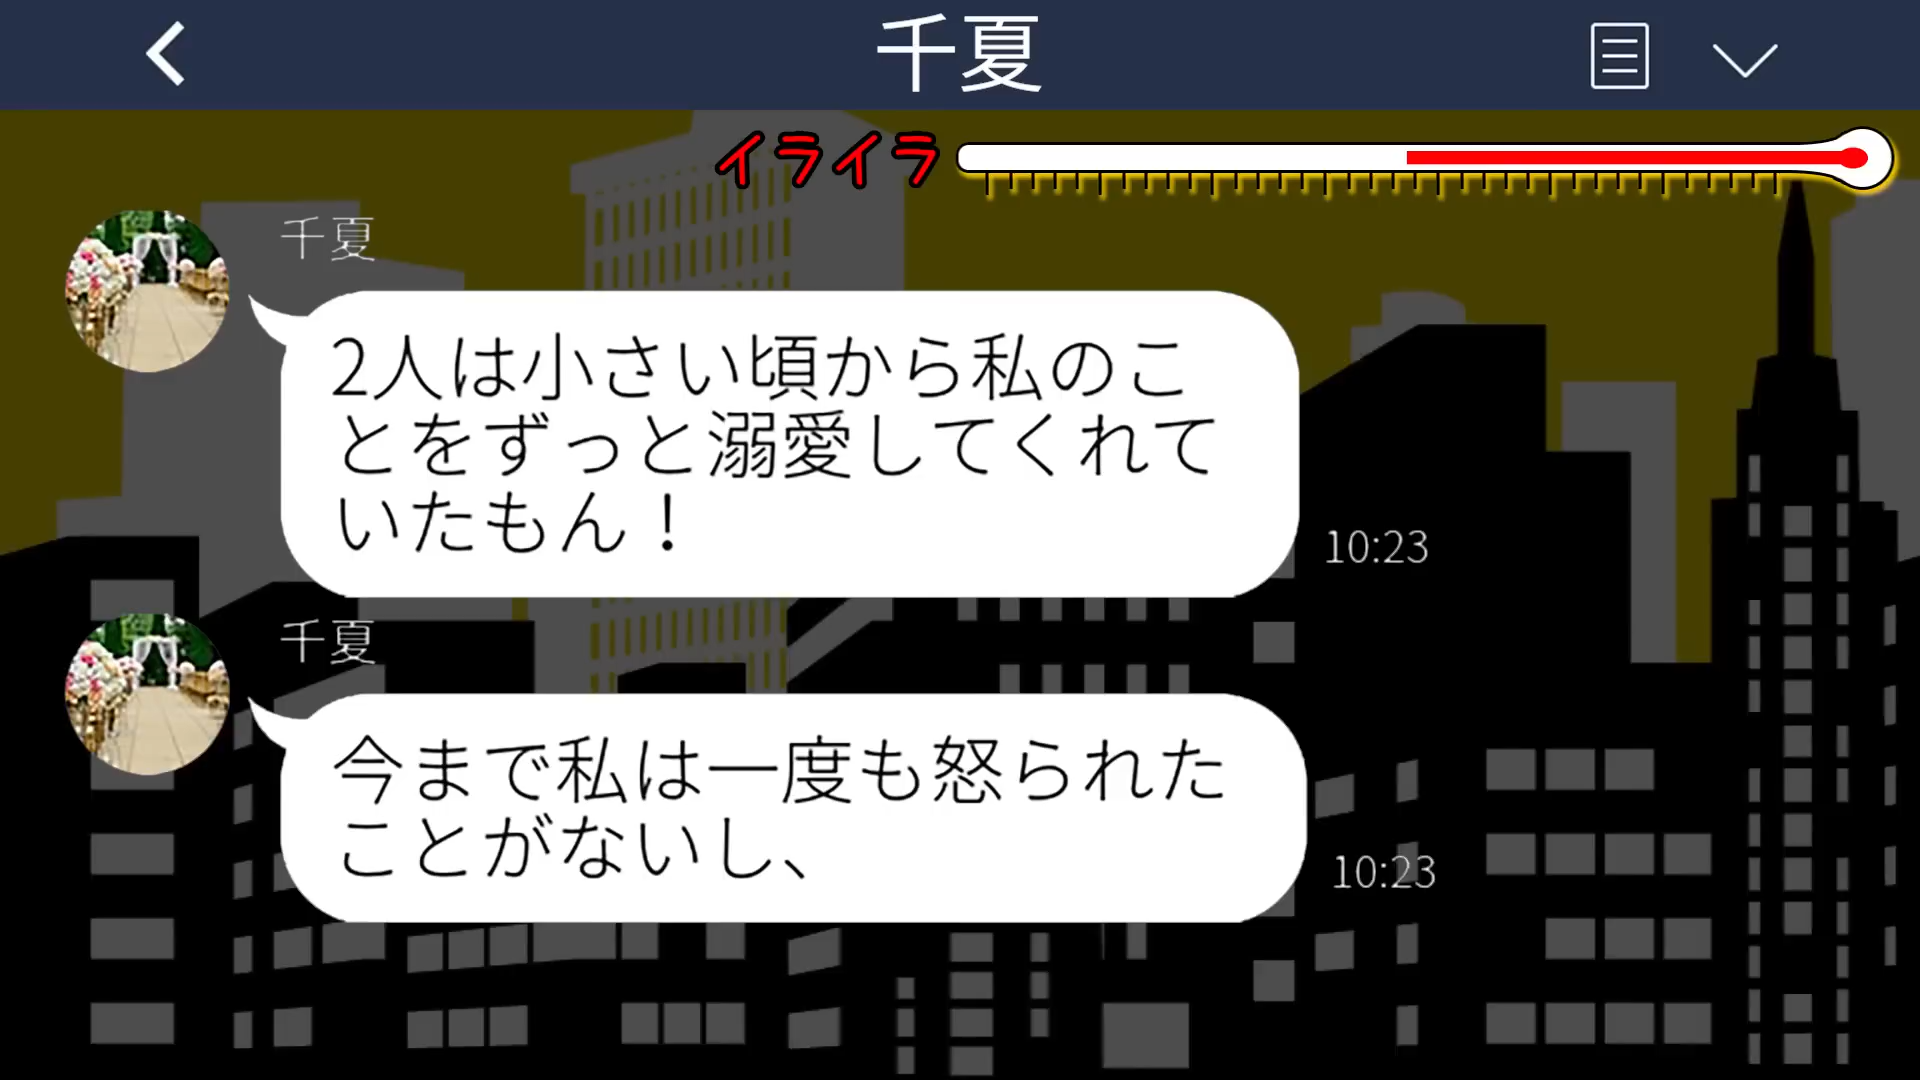 千夏
イライラ
千夏
2人は小さい頃から私のこ
とをずっと溺愛してくれて
いたもん！
10:23
千夏
今まで私は一度も怒られた
ことがないし、
10:23